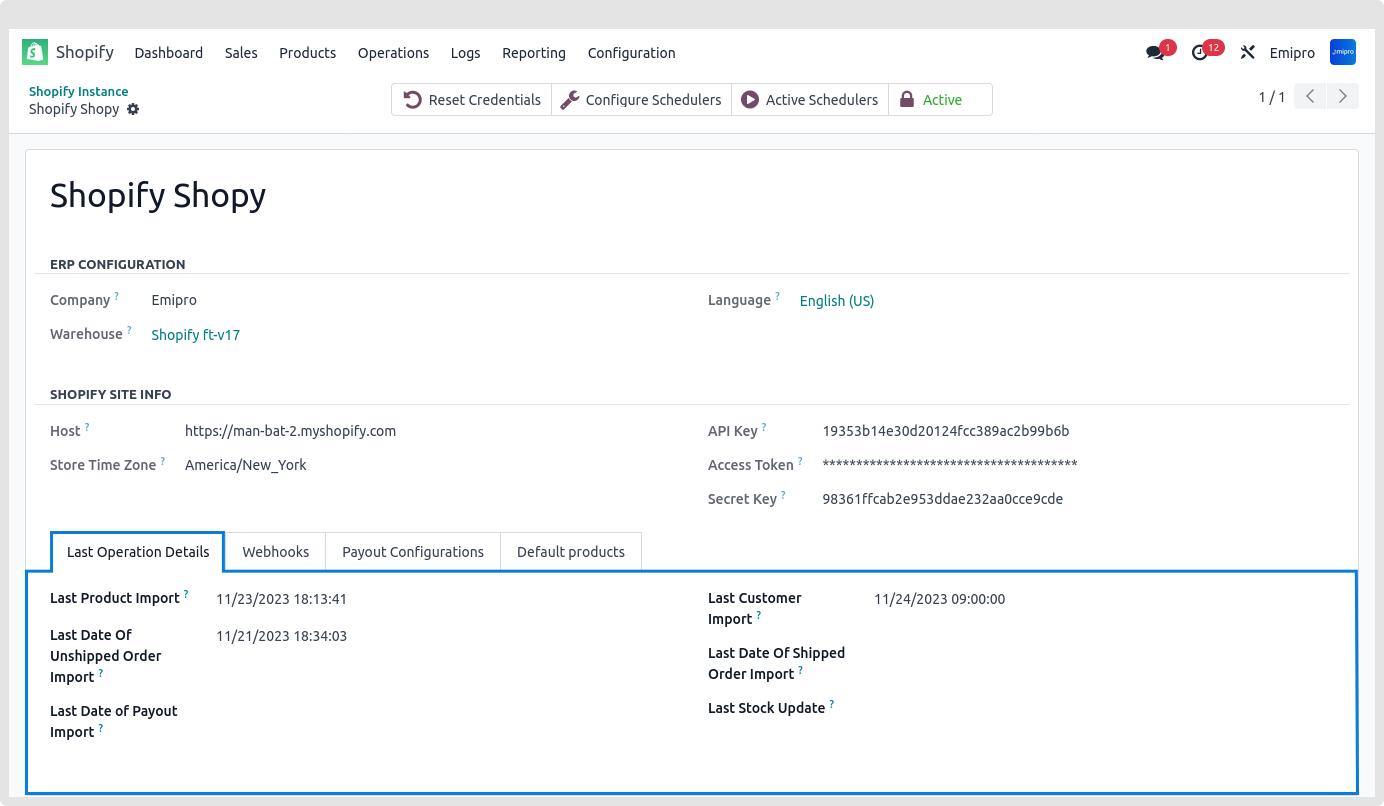 Shopify Dashboard Sales Products Operations Logs Reporting Configuration 1 12 Emipro emipro
Shopify Instance
Shopify Shopy
Reset Credentials Configure Schedulers Active Schedulers Active 1 / 1
Shopify Shopy
ERP CONFIGURATION
Company ? Emipro Language ? English (US)
Warehouse ? Shopify ft-v17
SHOPIFY SITE INFO
Host ? https://man-bat-2.myshopify.com API Key ? 19353b14e30d20124fcc389ac2b99b6b
Store Time Zone ? America/New_York Access Token ? **************************************
Secret Key ? 98361ffcab2e953ddae232aa0cce9cde
Last Operation Details Webhooks Payout Configurations Default products
Last Product Import ? 11/23/2023 18:13:41
Last Date Of 11/21/2023 18:34:03
Unshipped Order
Import ?
Last Date of Payout
Import ?
Last Customer 11/24/2023 09:00:00
Import ?
Last Date Of Shipped
Order Import ?
Last Stock Update ?